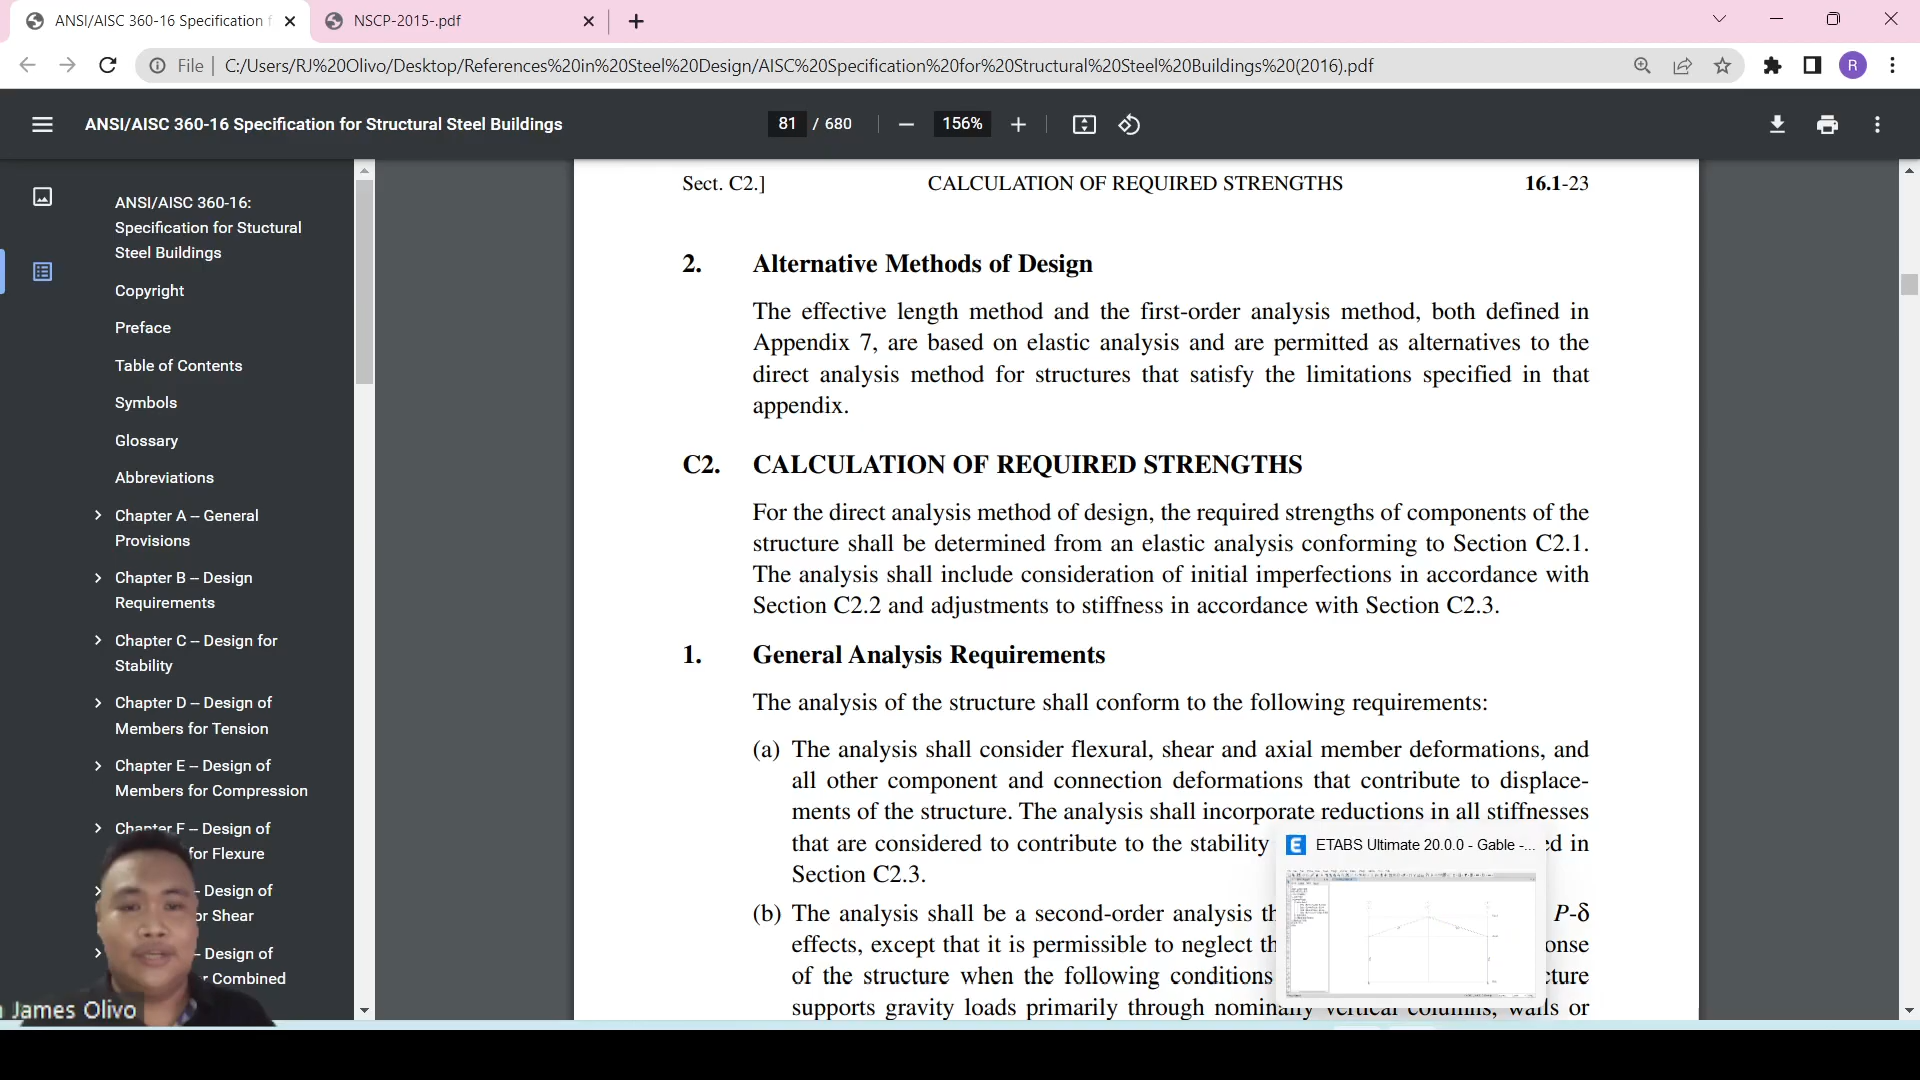 ANSI/AISC 360-16 Specification f
NSCP-2015-.pdf
File
C:/Users/RJ%20Olivo/Desktop/References%20in%20Steel%20Design/AISC%20Specification%20for%20Structural%20Steel%20Buildings%20(2016).pdf
R
ANSI/AISC 360-16 Specification for Structural Steel Buildings
81 / 680
156%
ANSI/AISC 360-16:
Specification for Stuctural
Steel Buildings
Copyright
Preface
Table of Contents
Symbols
Glossary
Abbreviations
Chapter A – General
Provisions
Chapter B – Design
Requirements
Chapter C – Design for
Stability
Chapter D – Design of
Members for Tension
Chapter E – Design of
Members for Compression
Chapter F – Design of
for Flexure
– Design of
or Shear
– Design of
r Combined
James Olivo
Sect. C2.]
CALCULATION OF REQUIRED STRENGTHS
16.1-23
2. Alternative Methods of Design
The effective length method and the first-order analysis method, both defined in
Appendix 7, are based on elastic analysis and are permitted as alternatives to the
direct analysis method for structures that satisfy the limitations specified in that
appendix.
C2. CALCULATION OF REQUIRED STRENGTHS
For the direct analysis method of design, the required strengths of components of the
structure shall be determined from an elastic analysis conforming to Section C2.1.
The analysis shall include consideration of initial imperfections in accordance with
Section C2.2 and adjustments to stiffness in accordance with Section C2.3.
1. General Analysis Requirements
The analysis of the structure shall conform to the following requirements:
(a) The analysis shall consider flexural, shear and axial member deformations, and
all other component and connection deformations that contribute to displace-
ments of the structure. The analysis shall incorporate reductions in all stiffnesses
that are considered to contribute to the stability ed in
Section C2.3.
(b) The analysis shall be a second-order analysis th P-δ
effects, except that it is permissible to neglect th onse
of the structure when the following conditions cture
supports gravity loads primarily through nominally vertical columns, walls or
ETABS Ultimate 20.0.0 - Gable -...